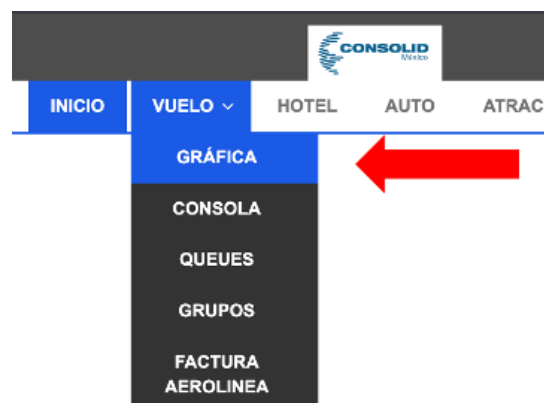 CONSOLID
México
INICIO VUELO HOTEL AUTO ATRAC
GRÁFICA
CONSOLA
QUEUES
GRUPOS
FACTURA
AEROLINEA